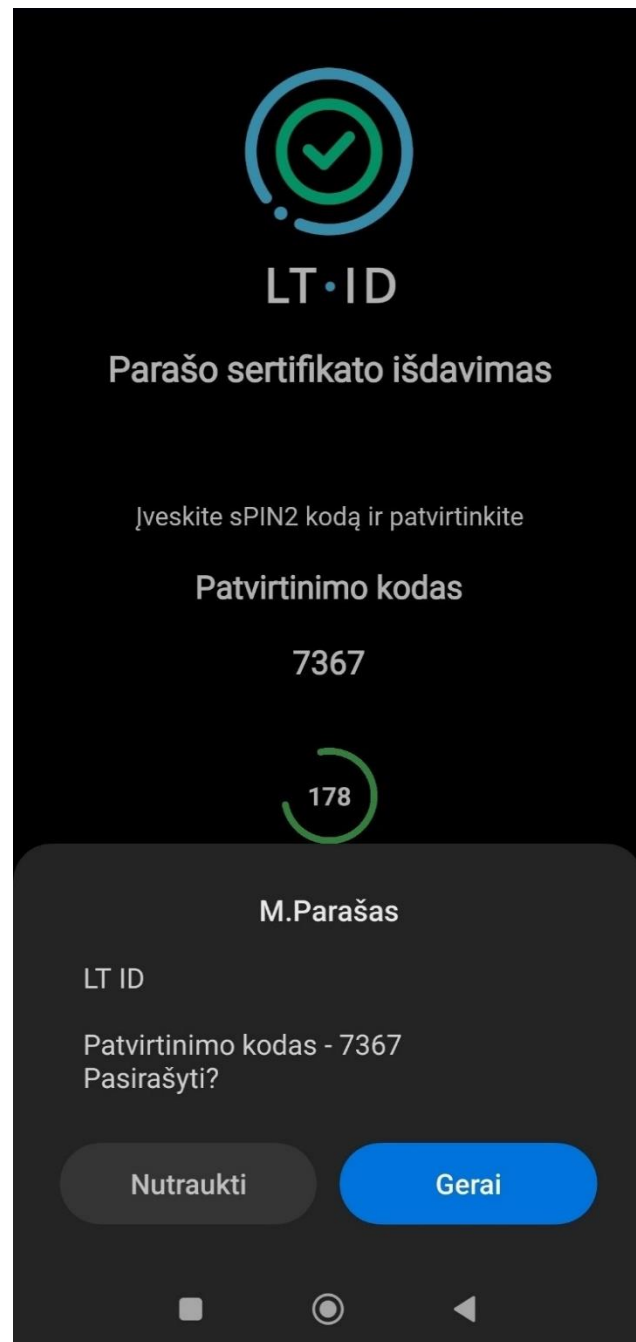 LT·ID
Parašo sertifikato išdavimas
Įveskite sPIN2 kodą ir patvirtinkite
Patvirtinimo kodas
7367
178
M.Parašas
LT ID
Patvirtinimo kodas - 7367
Pasirašyti?
Nutraukti
Gerai